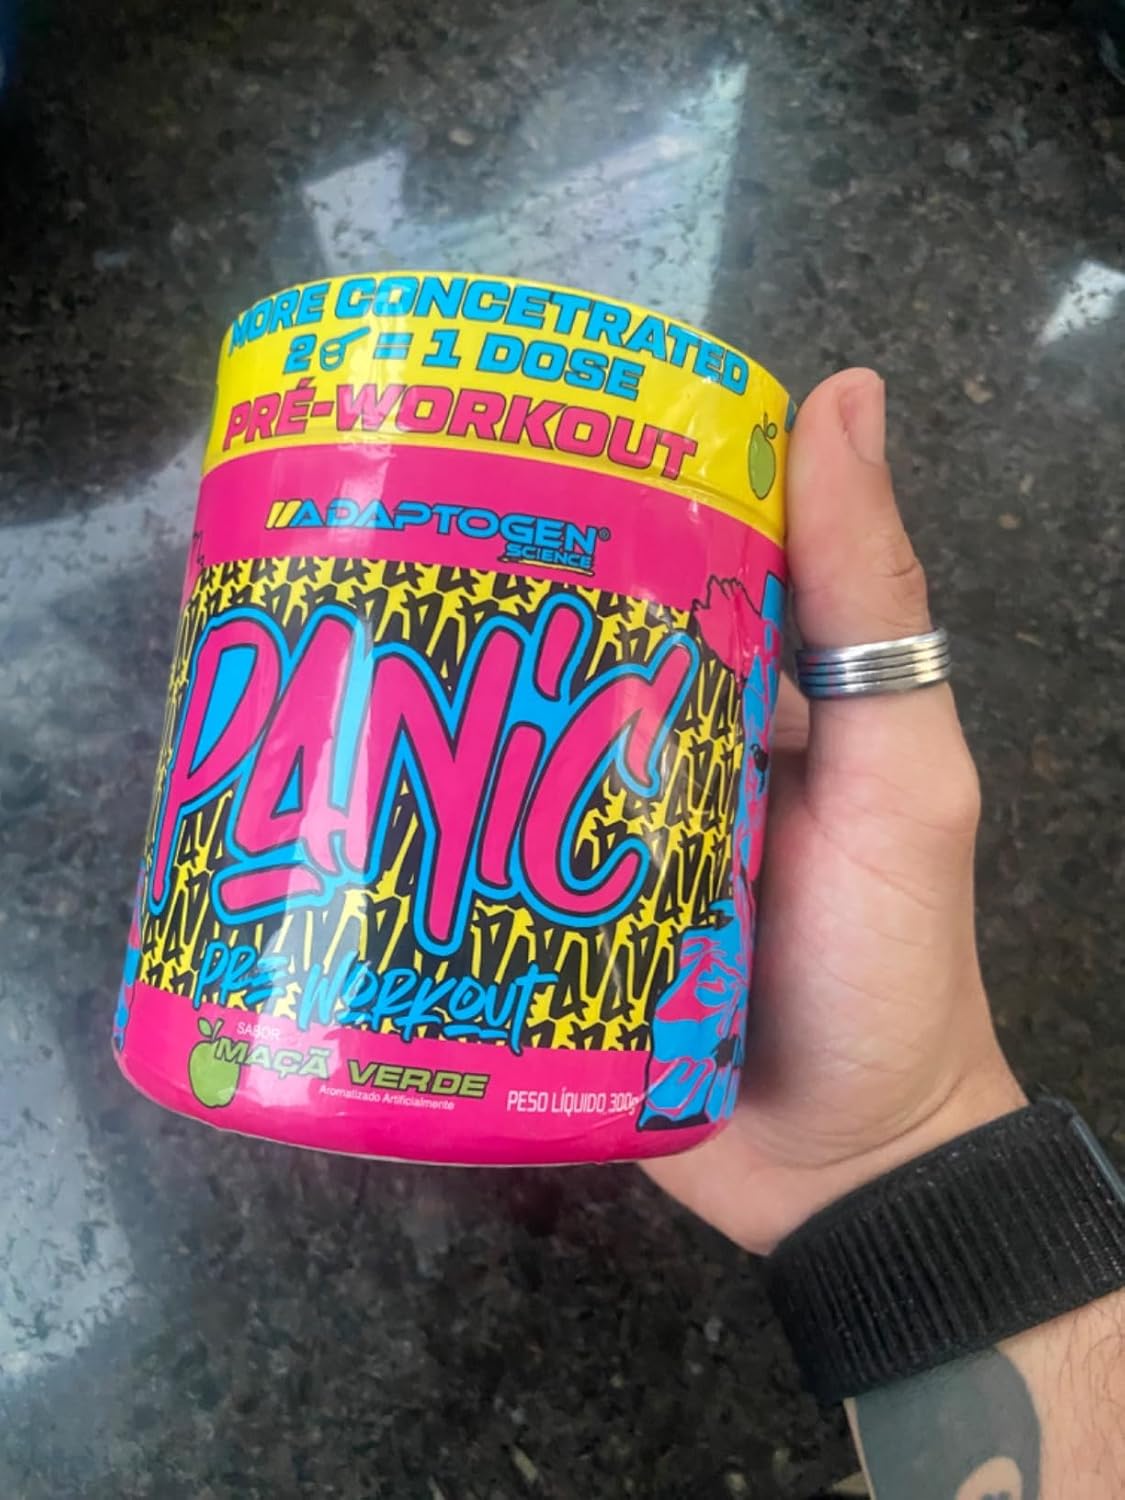 MORE CONCETRATED
2 = 1 DOSE
PRÉ-WORKOUT
ADAPTOGEN®
SCIENCE
PANIC
PRE WORKOUT
SABOR
MAÇÃ VERDE
Aromatizado Artificialmente
PESO LÍQUIDO 300g